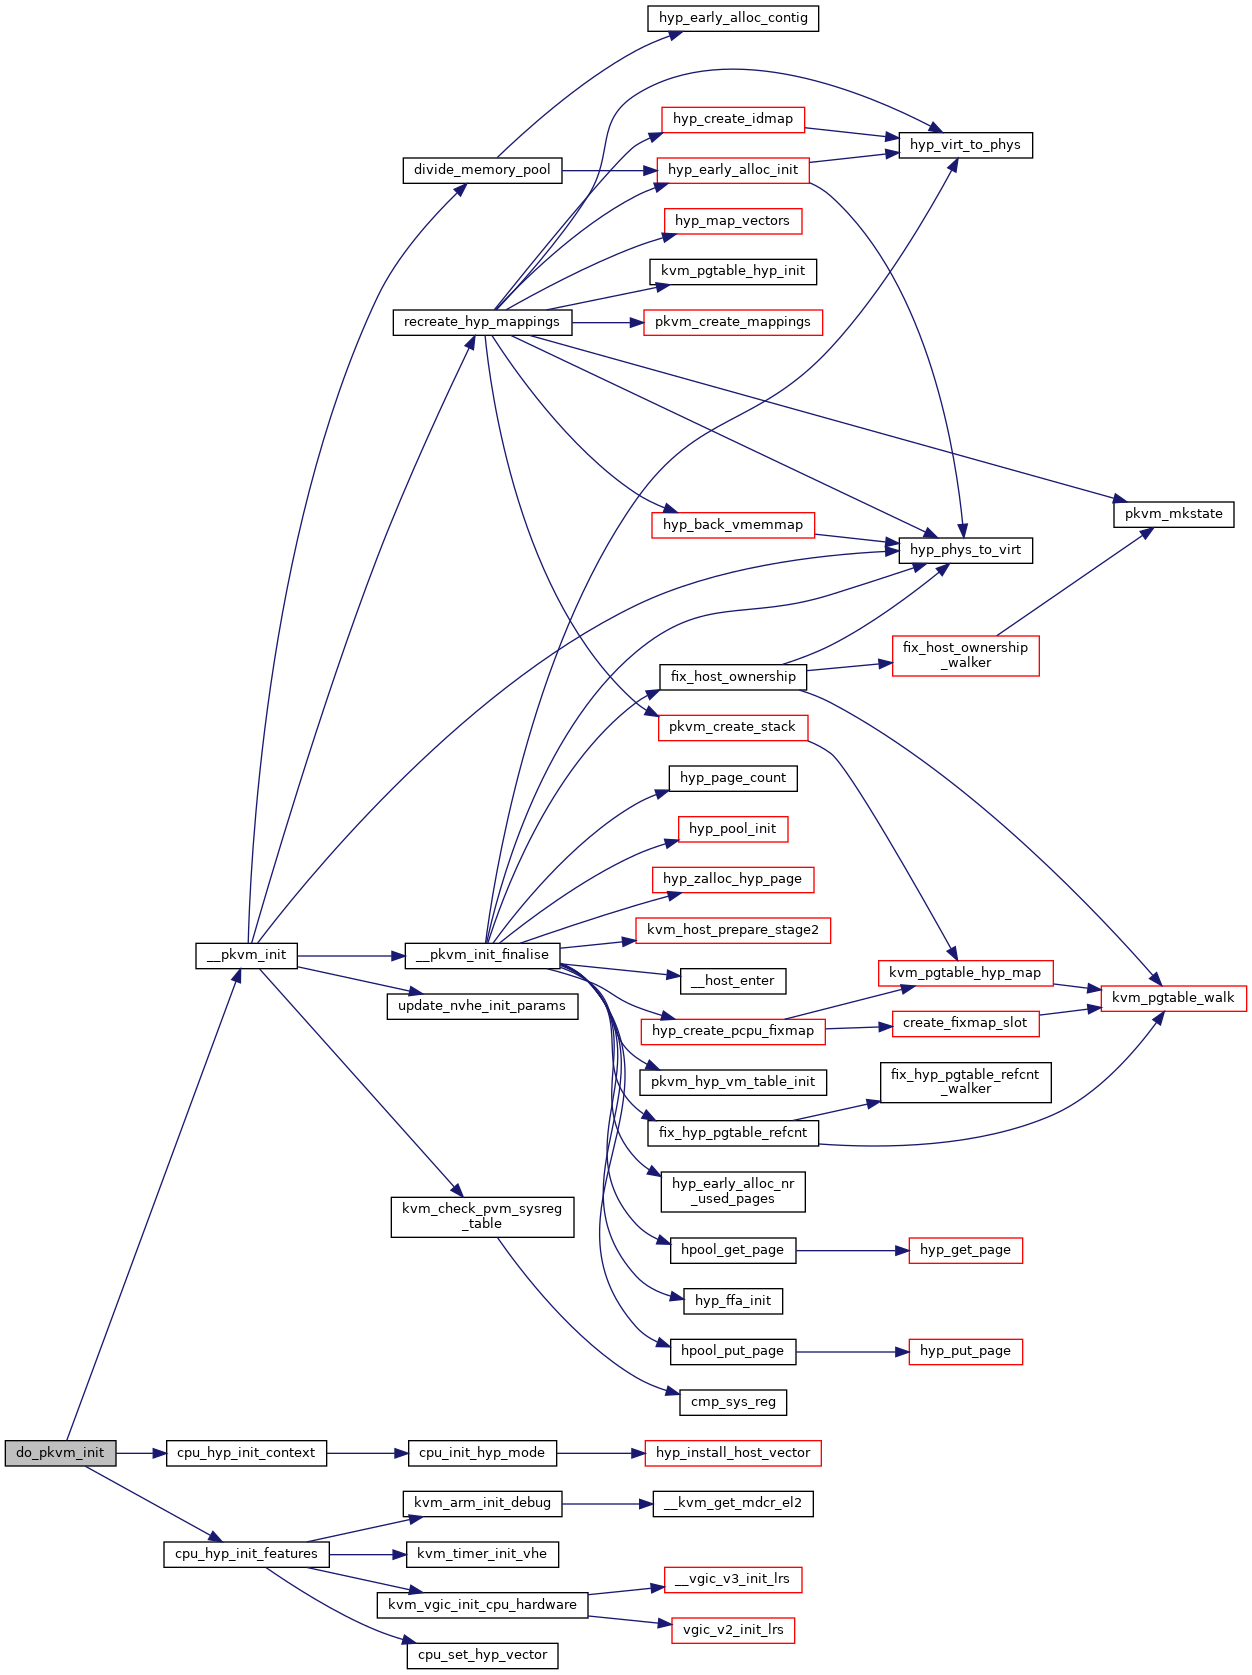 hyp_early_alloc_contig
hyp_create_idmap
hyp_virt_to_phys
divide_memory_pool
hyp_early_alloc_init
hyp_map_vectors
kvm_pgtable_hyp_init
recreate_hyp_mappings
pkvm_create_mappings
pkvm_mkstate
hyp_back_vmemmap
hyp_phys_to_virt
fix_host_ownership
_walker
fix_host_ownership
pkvm_create_stack
hyp_page_count
hyp_pool_init
hyp_zalloc_hyp_page
kvm_host_prepare_stage2
__pkvm_init
__pkvm_init_finalise
__host_enter
kvm_pgtable_hyp_map
kvm_pgtable_walk
update_nvhe_init_params
hyp_create_pcpu_fixmap
create_fixmap_slot
pkvm_hyp_vm_table_init
fix_hyp_pgtable_refcnt
_walker
fix_hyp_pgtable_refcnt
hyp_early_alloc_nr
_used_pages
kvm_check_pvm_sysreg
_table
hpool_get_page
hyp_get_page
hyp_ffa_init
hpool_put_page
hyp_put_page
cmp_sys_reg
do_pkvm_init
cpu_hyp_init_context
cpu_init_hyp_mode
hyp_install_host_vector
kvm_arm_init_debug
__kvm_get_mdcr_el2
cpu_hyp_init_features
kvm_timer_init_vhe
__vgic_v3_init_lrs
kvm_vgic_init_cpu_hardware
vgic_v2_init_lrs
cpu_set_hyp_vector